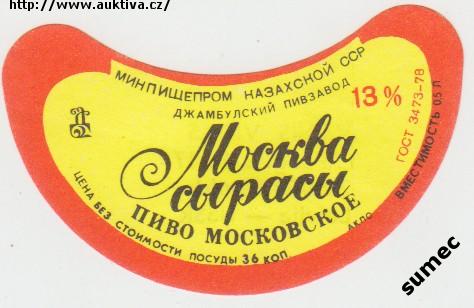 http://www.auktiva.cz/
МИНПИЩЕПРОМ КАЗАХСКОЙ ССР
ДЖАМБУЛСКИЙ ПИВЗАВОД
13%
ГОСТ 3473-78
ВМЕСТИМОСТЬ 0,5 Л
Москва
сырасы
ПИВО МОСКОВСКОЕ
ЦЕНА БЕЗ СТОИМОСТИ ПОСУДЫ 36 КОП
sumec